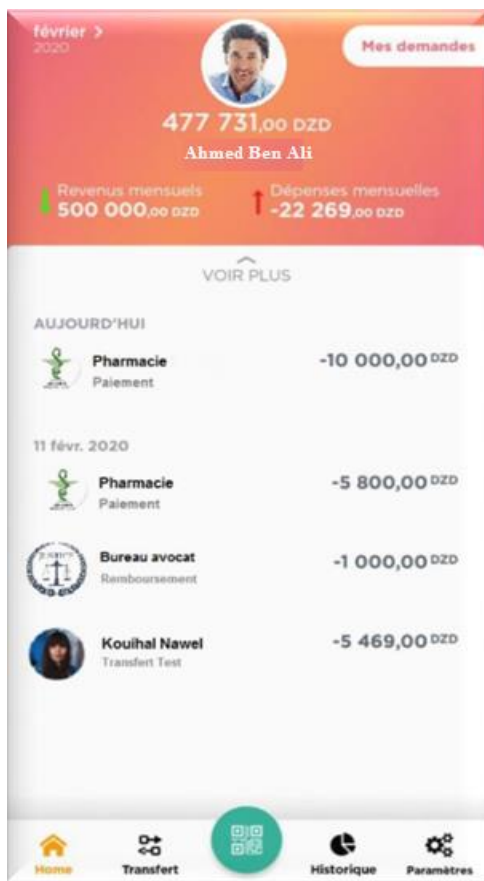 février >
2020
Mes demandes
477 731,00 DZD
Ahmed Ben Ali
Revenus mensuels
500 000,00 DZD
Dépenses mensuelles
-22 269,00 DZD
VOIR PLUS
AUJOURD'HUI
Pharmacie
-10 000,00 DZD
Paiement
11 févr. 2020
Pharmacie
-5 800,00 DZD
Paiement
JUSTICE
Bureau avocat
-1 000,00 DZD
Remboursement
Kouihal Nawel
-5 469,00 DZD
Transfert Test
Home
Transfert
Historique
Paramètres